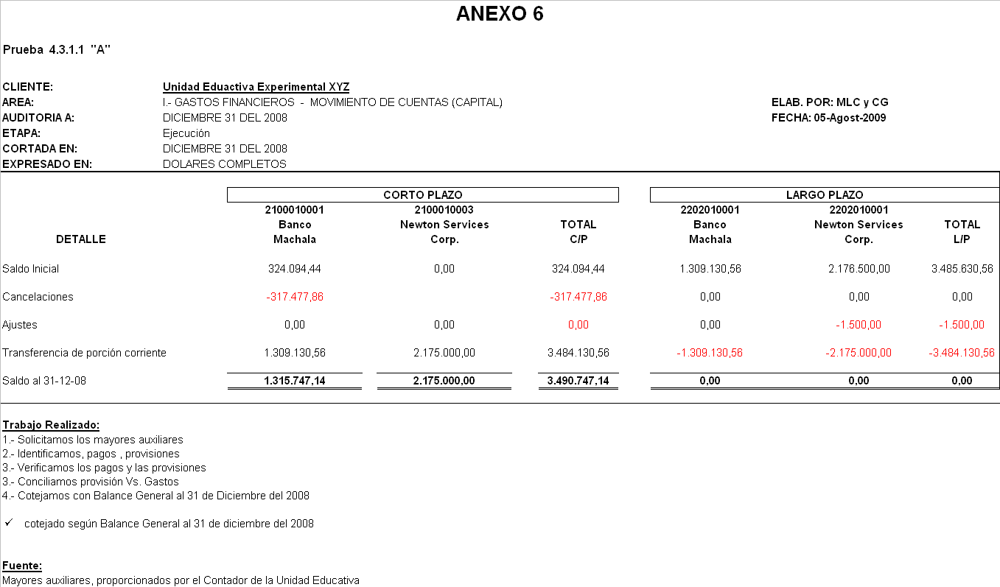 ANEXO 6
Prueba 4.3.1.1 "A"
CLIENTE: Unidad Eduactiva Experimental XYZ
AREA: I.- GASTOS FINANCIEROS - MOVIMIENTO DE CUENTAS (CAPITAL) ELAB. POR: MLC y CG
AUDITORIA A: DICIEMBRE 31 DEL 2008 FECHA: 05-Agost-2009
ETAPA: Ejecución
CORTADA EN: DICIEMBRE 31 DEL 2008
EXPRESADO EN: DOLARES COMPLETOS
CORTO PLAZO LARGO PLAZO
2100010001 2100010003 2202010001 2202010001
Banco Newton Services TOTAL Banco Newton Services TOTAL
DETALLE Machala Corp. C/P Machala Corp. L/P
Saldo Inicial 324.094,44 0,00 324.094,44 1.309.130,56 2.176.500,00 3.485.630,56
Cancelaciones -317.477,86 -317.477,86 0,00 0,00 0,00
Ajustes 0,00 0,00 0,00 0,00 -1.500,00 -1.500,00
Transferencia de porción corriente 1.309.130,56 2.175.000,00 3.484.130,56 -1.309.130,56 -2.175.000,00 -3.484.130,56
Saldo al 31-12-08 1.315.747,14 2.175.000,00 3.490.747,14 0,00 0,00 0,00
Trabajo Realizado:
1.- Solicitamos los mayores auxiliares
2.- Identificamos, pagos , provisiones
3.- Verificamos los pagos y las provisiones
3.- Conciliamos provisión Vs. Gastos
4.- Cotejamos con Balance General al 31 de Diciembre del 2008
✓ cotejado según Balance General al 31 de diciembre del 2008
Fuente:
Mayores auxiliares, proporcionados por el Contador de la Unidad Educativa